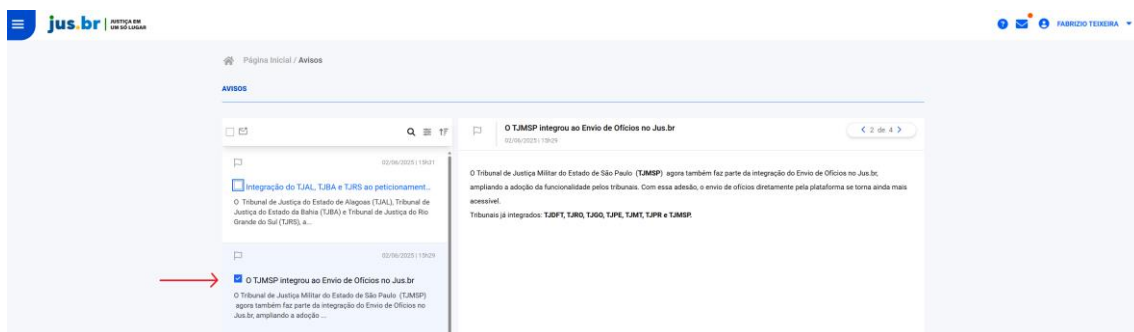 jus.br | JUSTIÇA EM
UM SÓ LUGAR
FABRIZIO TEIXEIRA
Página Inicial / Avisos
AVISOS
02/06/2025 | 15h31
Integração do TJAL, TJBA e TJRS ao peticionament...
O Tribunal de Justiça do Estado de Alagoas (TJAL), Tribunal de
Justiça do Estado da Bahia (TJBA) e Tribunal de Justiça do Rio
Grande do Sul (TJRS), a...
02/06/2025 | 15h29
O TJMSP integrou ao Envio de Ofícios no Jus.br
O Tribunal de Justiça Militar do Estado de São Paulo (TJMSP)
agora também faz parte da integração do Envio de Ofícios no
Jus.br, ampliando a adoção ...
O TJMSP integrou ao Envio de Ofícios no Jus.br
02/06/2025 | 15h29
2 de 4
O Tribunal de Justiça Militar do Estado de São Paulo (TJMSP) agora também faz parte da integração do Envio de Ofícios no Jus.br,
ampliando a adoção da funcionalidade pelos tribunais. Com essa adesão, o envio de ofícios diretamente pela plataforma se torna ainda mais
acessível.
Tribunais já integrados: TJDFT, TJRO, TJGO, TJPE, TJMT, TJPR e TJMSP.